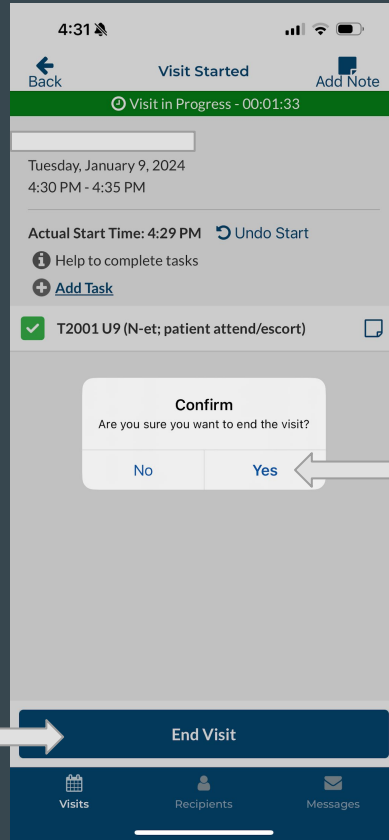 4:31
Back
Visit Started
Add Note
Visit in Progress - 00:01:33
Tuesday, January 9, 2024
4:30 PM - 4:35 PM
Actual Start Time: 4:29 PM Undo Start
Help to complete tasks
Add Task
T2001 U9 (N-et; patient attend/escort)
Confirm
Are you sure you want to end the visit?
No
Yes
End Visit
Visits
Recipients
Messages